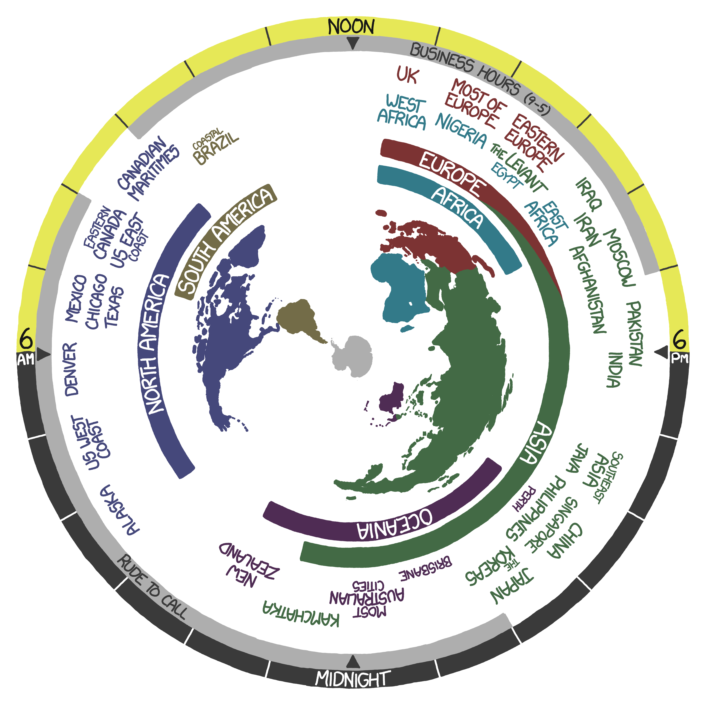 NOON
BUSINESS HOURS (9-5)
UK
MOST OF
EUROPE
EASTERN
EUROPE
WEST
AFRICA
NIGERIA
THE LEVANT
EGYPT
EAST
AFRICA
IRAQ
IRAN
MOSCOW
AFGHANISTAN
PAKISTAN
INDIA
COASTAL
BRAZIL
CANADIAN
MARITIMES
EASTERN
CANADA
US EAST
COAST
MEXICO
CHICAGO
TEXAS
DENVER
US WEST
COAST
ALASKA
EUROPE
AFRICA
SOUTH AMERICA
NORTH AMERICA
ASIA
OCEANIA
6
AM
6
PM
SOUTHEAST
ASIA
JAVA
PERTH
PHILIPPINES
SINGAPORE
CHINA
THE
KOREAS
JAPAN
BRISBANE
MOST
AUSTRALIAN
CITIES
KAMCHATKA
NEW
ZEALAND
RUDE TO CALL
MIDNIGHT